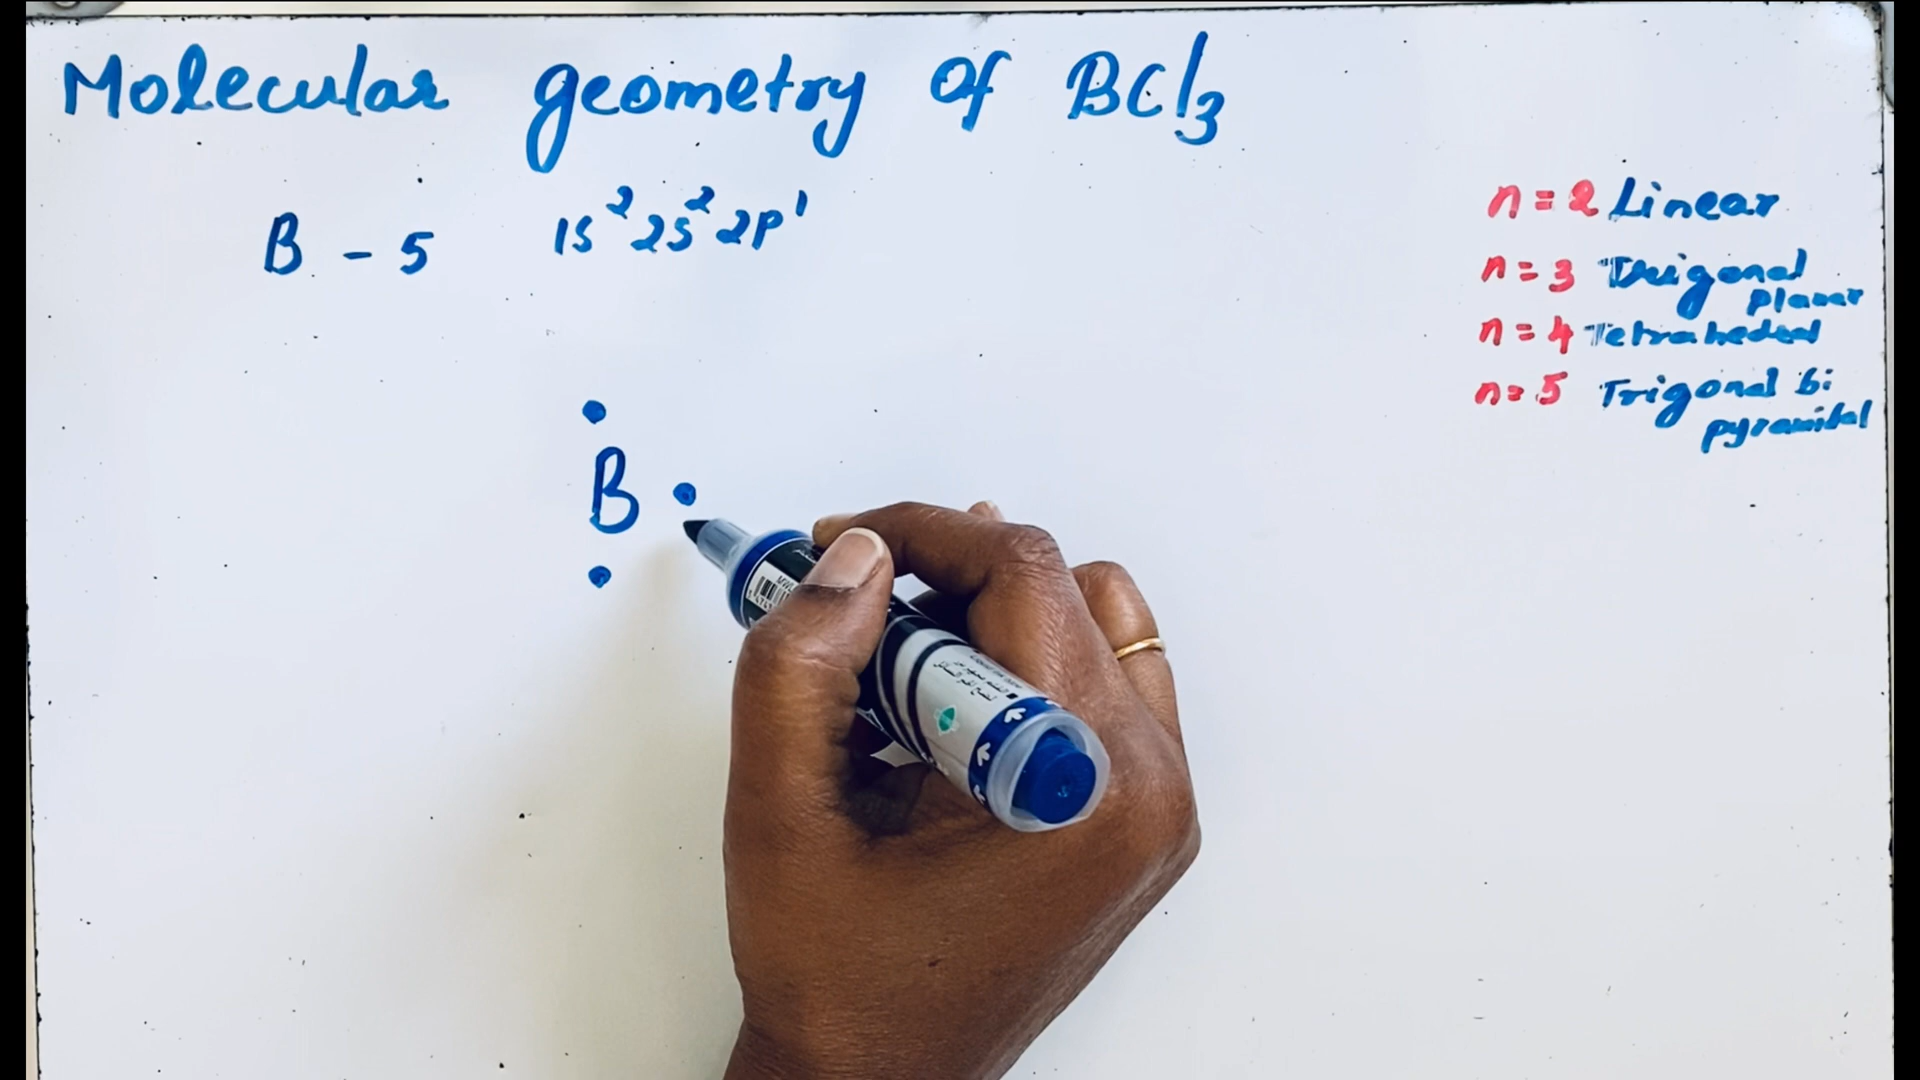 Molecular geometry of BCl₃
B - 5 1s² 2s² 2p¹
n = 2 Linear
n = 3 Trigonal
planar
n = 4 Tetrahedral
n = 5 Trigonal bi
pyramidal
B